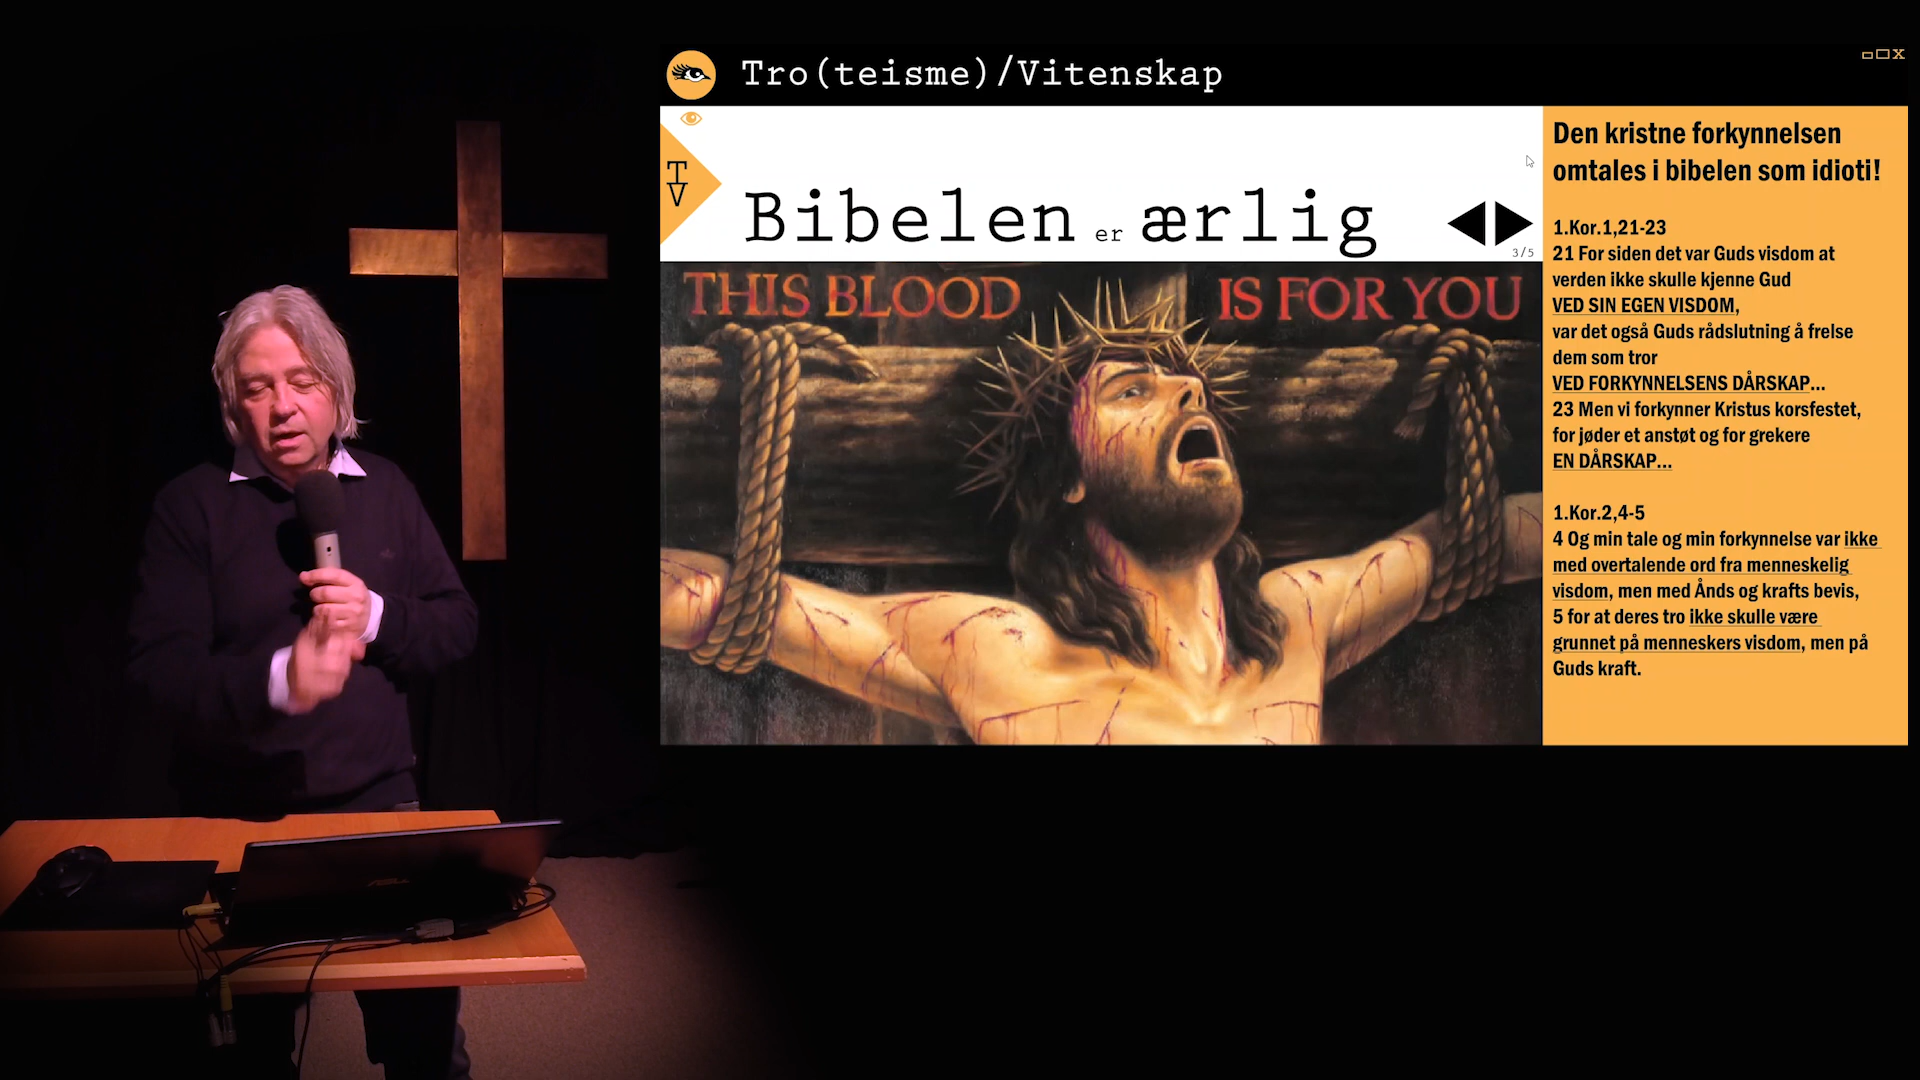 Tro(teisme)/Vitenskap
TV
Bibelen er ærlig
3/5
THIS BLOOD IS FOR YOU
Den kristne forkynnelsen
omtales i bibelen som idioti!
1.Kor.1,21-23
21 For siden det var Guds visdom at
verden ikke skulle kjenne Gud
VED SIN EGEN VISDOM,
var det også Guds rådslutning å frelse
dem som tror
VED FORKYNNELSENS DÅRSKAP...
23 Men vi forkynner Kristus korsfestet,
for jøder et anstøt og for grekere
EN DÅRSKAP...
1.Kor.2,4-5
4 Og min tale og min forkynnelse var ikke
med overtalende ord fra menneskelig
visdom, men med Ånds og krafts bevis,
5 for at deres tro ikke skulle være
grunnet på menneskers visdom, men på
Guds kraft.